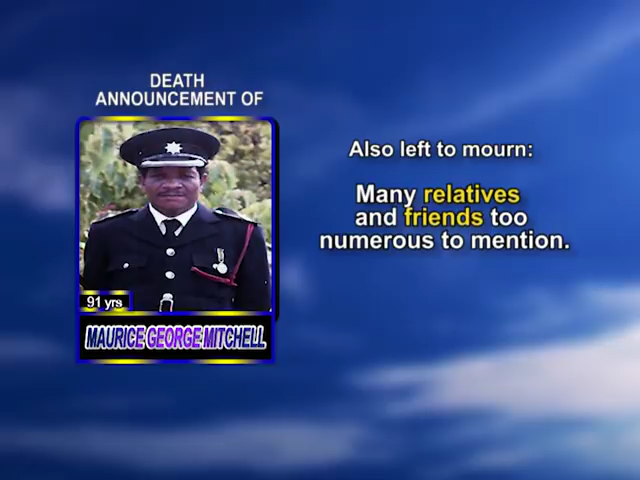 DEATH
ANNOUNCEMENT OF
91 yrs
MAURICE GEORGE MITCHELL
Also left to mourn:
Many relatives
and friends too
numerous to mention.